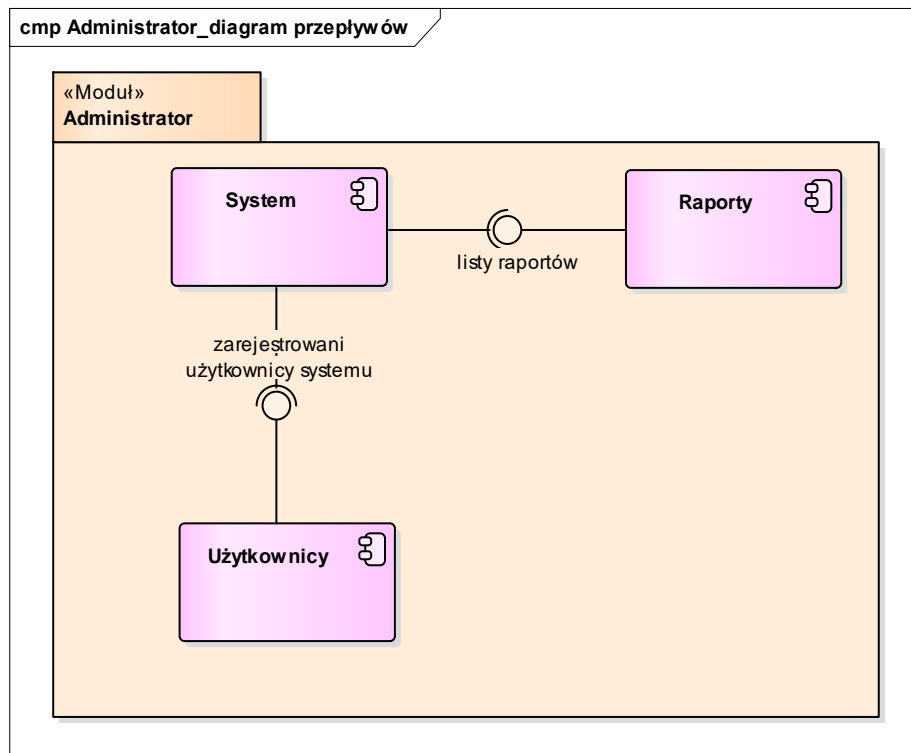 cmp Administrator_diagram przepływów
«Moduł»
Administrator
System
Raporty
listy raportów
zarejestrowani
użytkownicy systemu
Użytkownicy